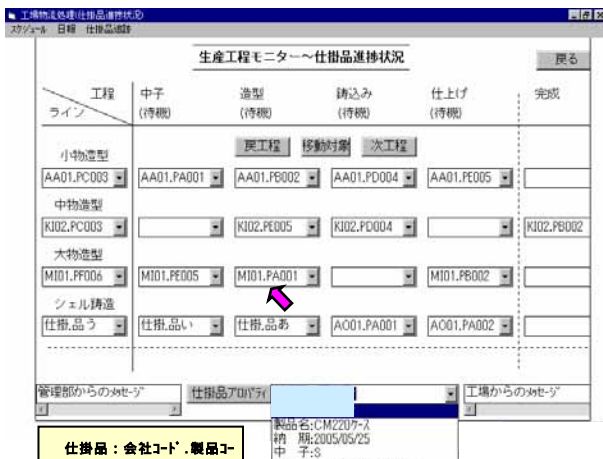 工場物流処理(仕掛品進捗状況)
スケジュール 日報 仕掛品追跡
生産工程モニター～仕掛品進捗状況
戻る
工程 中子 造型 鋳込み 仕上げ 完成
ライン (待機) (待機) (待機) (待機)
戻工程 移動対象 次工程
小物造型
AA01.PC003 AA01.PA001 AA01.PB002 AA01.PD004 AA01.PE005
中物造型
KI02.PC003 KI02.PE005 KI02.PD004 KI02.PB002
大物造型
MI01.PF006 MI01.PE005 MI01.PA001 MI01.PB002
シェル鋳造
仕掛.品う 仕掛.品い 仕掛.品あ AO01.PA001 AO01.PA002
管理部からのメッセージ 仕掛品プロパティ 工場からのメッセージ
製品名:CM220ケース
納 期:2005/05/25
中 子:S
仕掛品：会社コード.製品コー